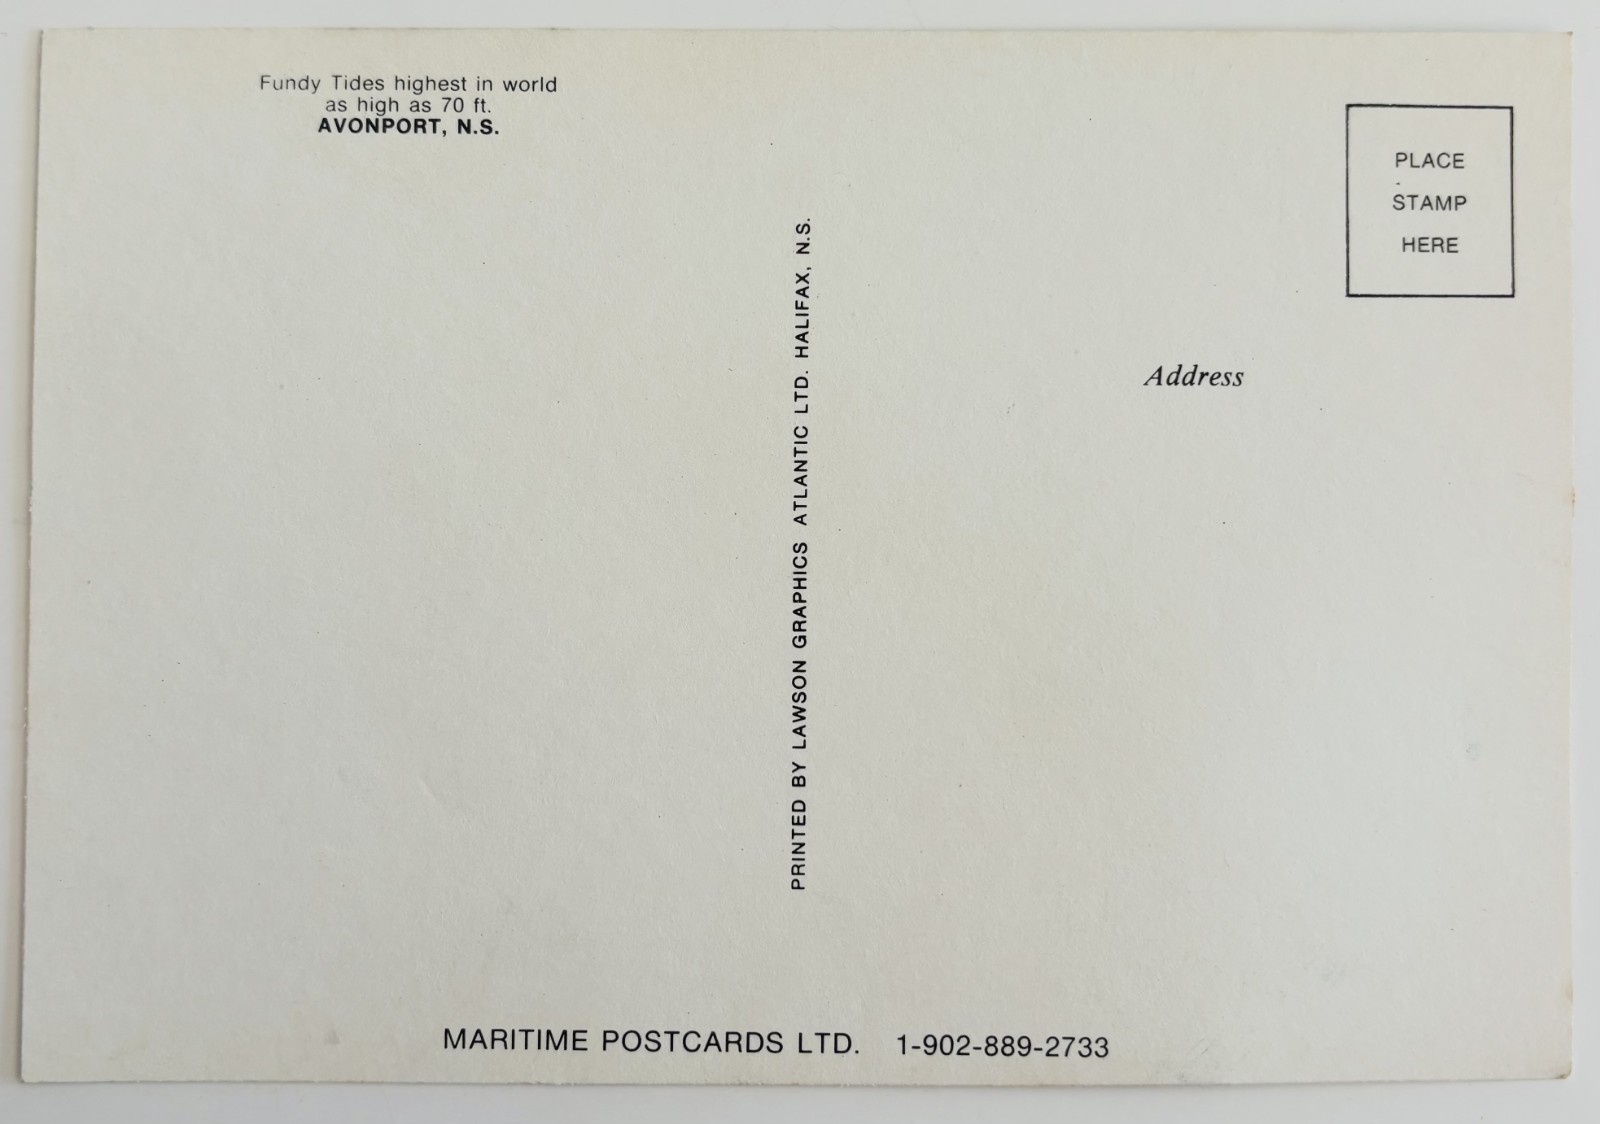 Fundy Tides highest in world
as high as 70 ft.
AVONPORT, N.S.
PRINTED BY LAWSON GRAPHICS ATLANTIC LTD. HALIFAX, N.S.
PLACE
STAMP
HERE
Address
MARITIME POSTCARDS LTD. 1-902-889-2733